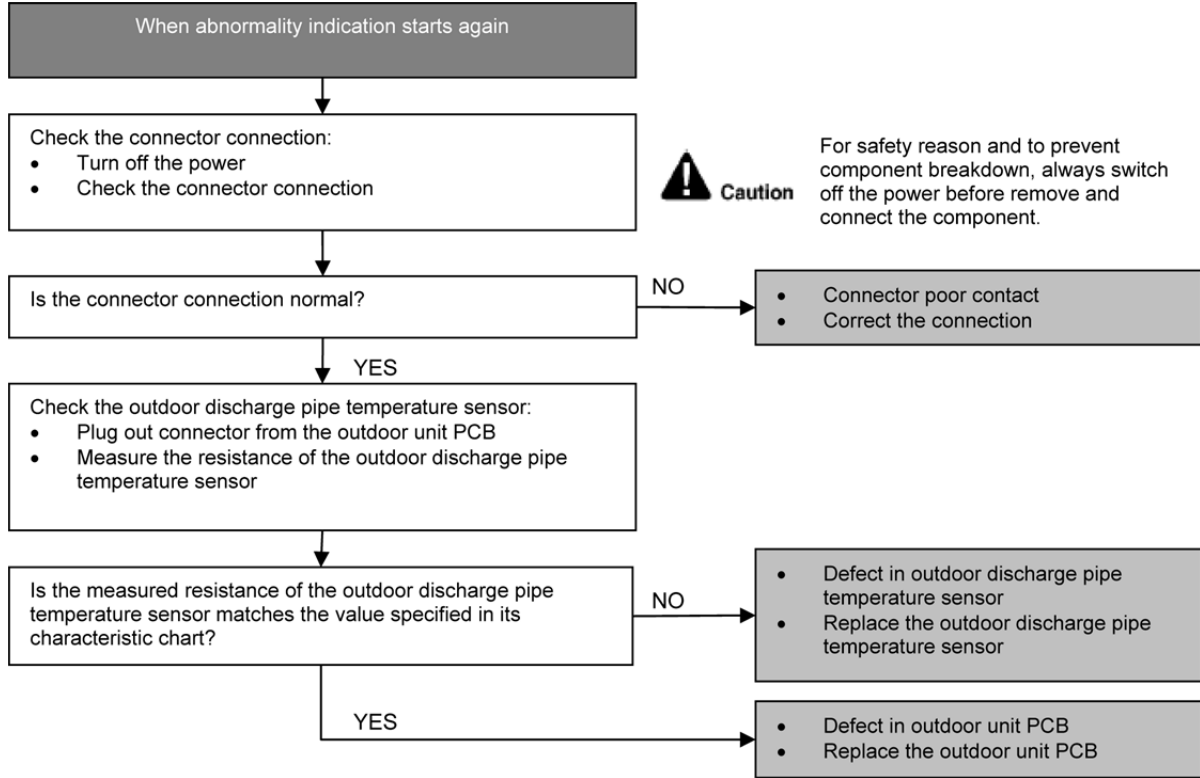 When abnormality indication starts again
Check the connector connection:
• Turn off the power
• Check the connector connection
Caution
For safety reason and to prevent
component breakdown, always switch
off the power before remove and
connect the component.
Is the connector connection normal?
NO
• Connector poor contact
• Correct the connection
YES
Check the outdoor discharge pipe temperature sensor:
• Plug out connector from the outdoor unit PCB
• Measure the resistance of the outdoor discharge pipe
temperature sensor
Is the measured resistance of the outdoor discharge pipe
temperature sensor matches the value specified in its
characteristic chart?
NO
• Defect in outdoor discharge pipe
temperature sensor
• Replace the outdoor discharge pipe
temperature sensor
YES
• Defect in outdoor unit PCB
• Replace the outdoor unit PCB